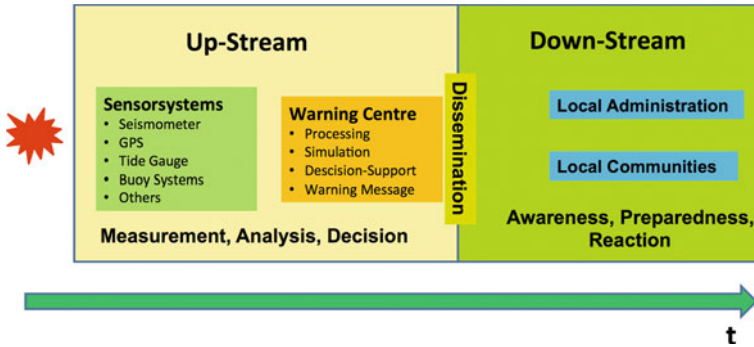 Up-Stream
Sensorsystems
• Seismometer
• GPS
• Tide Gauge
• Buoy Systems
• Others
Warning Centre
• Processing
• Simulation
• Descision-Support
• Warning Message
Measurement, Analysis, Decision
Dissemination
Down-Stream
Local Administration
Local Communities
Awareness, Preparedness,
Reaction
t